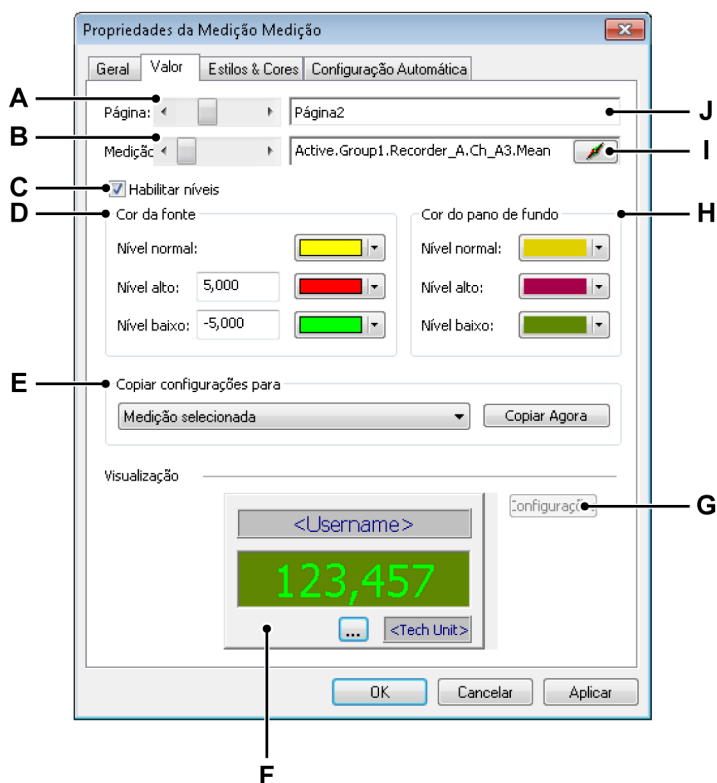 Propriedades da Medição Medição
Geral Valor Estilos & Cores Configuração Automática
A
Página: Página2 J
B
Medição Active.Group1.Recorder_A.Ch_A3.Mean I
C Habilitar níveis
D Cor da fonte Cor do pano de fundo H
Nível normal: Nível normal:
Nível alto: 5,000 Nível alto:
Nível baixo: -5,000 Nível baixo:
E Copiar configurações para
Medição selecionada Copiar Agora
Visualização
Configuraçõ G
<Username>
123,457
... <Tech Unit>
OK Cancelar Aplicar
F